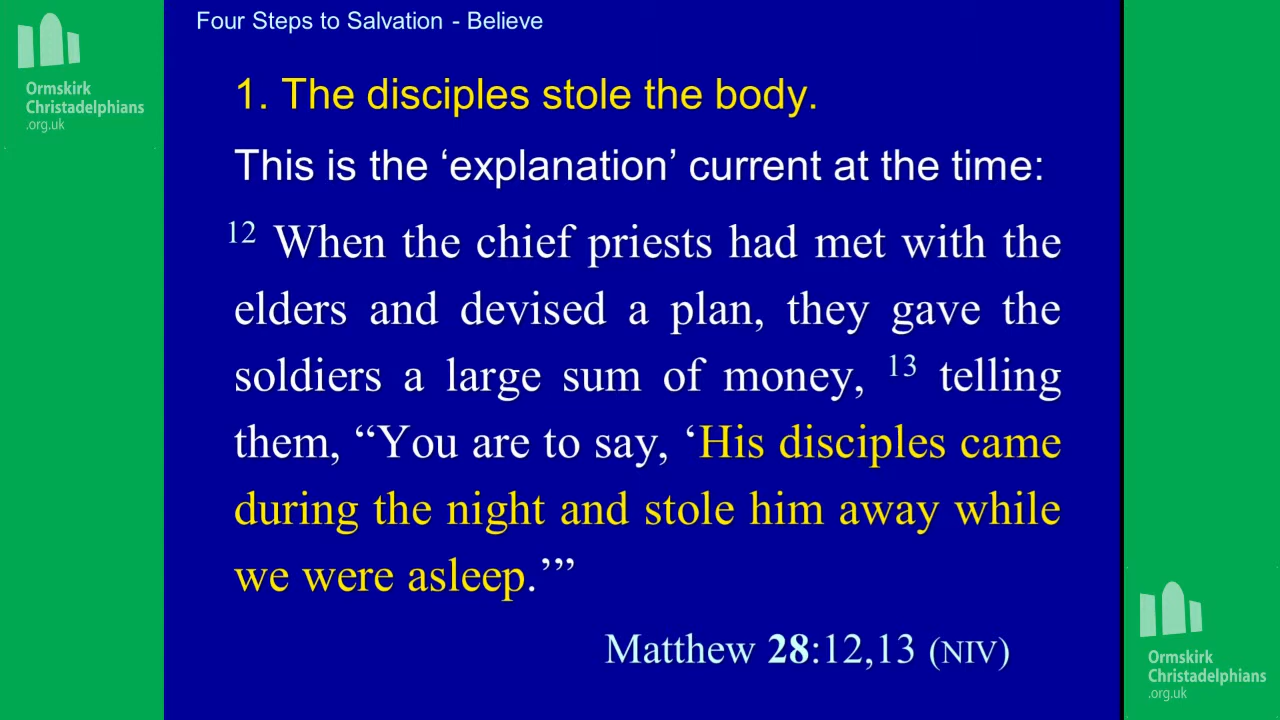 Four Steps to Salvation - Believe
Ormskirk
Christadelphians
.org.uk
1. The disciples stole the body.
This is the ‘explanation’ current at the time:
12 When the chief priests had met with the
elders and devised a plan, they gave the
soldiers a large sum of money, 13 telling
them, “You are to say, ‘His disciples came
during the night and stole him away while
we were asleep.’”
Matthew 28:12,13 (NIV)
Ormskirk
Christadelphians
.org.uk